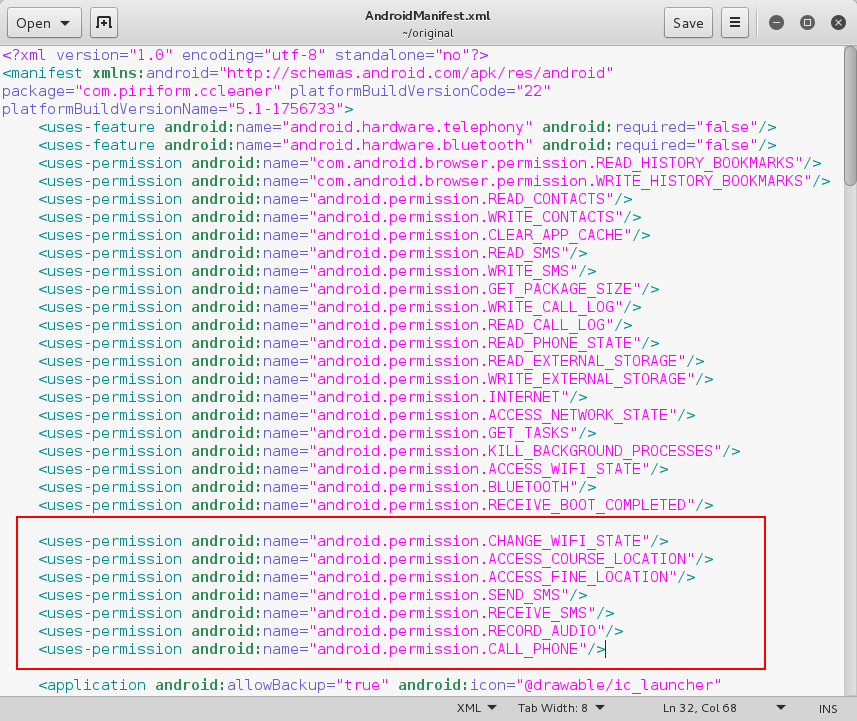 Open
AndroidManifest.xml
~/original
Save
<?xml version="1.0" encoding="utf-8" standalone="no"?>
<manifest xmlns:android="http://schemas.android.com/apk/res/android"
package="com.piriform.ccleaner" platformBuildVersionCode="22"
platformBuildVersionName="5.1-1756733">
<uses-feature android:name="android.hardware.telephony" android:required="false"/>
<uses-feature android:name="android.hardware.bluetooth" android:required="false"/>
<uses-permission android:name="com.android.browser.permission.READ_HISTORY_BOOKMARKS"/>
<uses-permission android:name="com.android.browser.permission.WRITE_HISTORY_BOOKMARKS"/>
<uses-permission android:name="android.permission.READ_CONTACTS"/>
<uses-permission android:name="android.permission.WRITE_CONTACTS"/>
<uses-permission android:name="android.permission.CLEAR_APP_CACHE"/>
<uses-permission android:name="android.permission.READ_SMS"/>
<uses-permission android:name="android.permission.WRITE_SMS"/>
<uses-permission android:name="android.permission.GET_PACKAGE_SIZE"/>
<uses-permission android:name="android.permission.WRITE_CALL_LOG"/>
<uses-permission android:name="android.permission.READ_CALL_LOG"/>
<uses-permission android:name="android.permission.READ_PHONE_STATE"/>
<uses-permission android:name="android.permission.READ_EXTERNAL_STORAGE"/>
<uses-permission android:name="android.permission.WRITE_EXTERNAL_STORAGE"/>
<uses-permission android:name="android.permission.INTERNET"/>
<uses-permission android:name="android.permission.ACCESS_NETWORK_STATE"/>
<uses-permission android:name="android.permission.GET_TASKS"/>
<uses-permission android:name="android.permission.KILL_BACKGROUND_PROCESSES"/>
<uses-permission android:name="android.permission.ACCESS_WIFI_STATE"/>
<uses-permission android:name="android.permission.BLUETOOTH"/>
<uses-permission android:name="android.permission.RECEIVE_BOOT_COMPLETED"/>
<uses-permission android:name="android.permission.CHANGE_WIFI_STATE"/>
<uses-permission android:name="android.permission.ACCESS_COURSE_LOCATION"/>
<uses-permission android:name="android.permission.ACCESS_FINE_LOCATION"/>
<uses-permission android:name="android.permission.SEND_SMS"/>
<uses-permission android:name="android.permission.RECEIVE_SMS"/>
<uses-permission android:name="android.permission.RECORD_AUDIO"/>
<uses-permission android:name="android.permission.CALL_PHONE"/>
<application android:allowBackup="true" android:icon="@drawable/ic_launcher"
XML Tab Width: 8 Ln 32, Col 68 INS